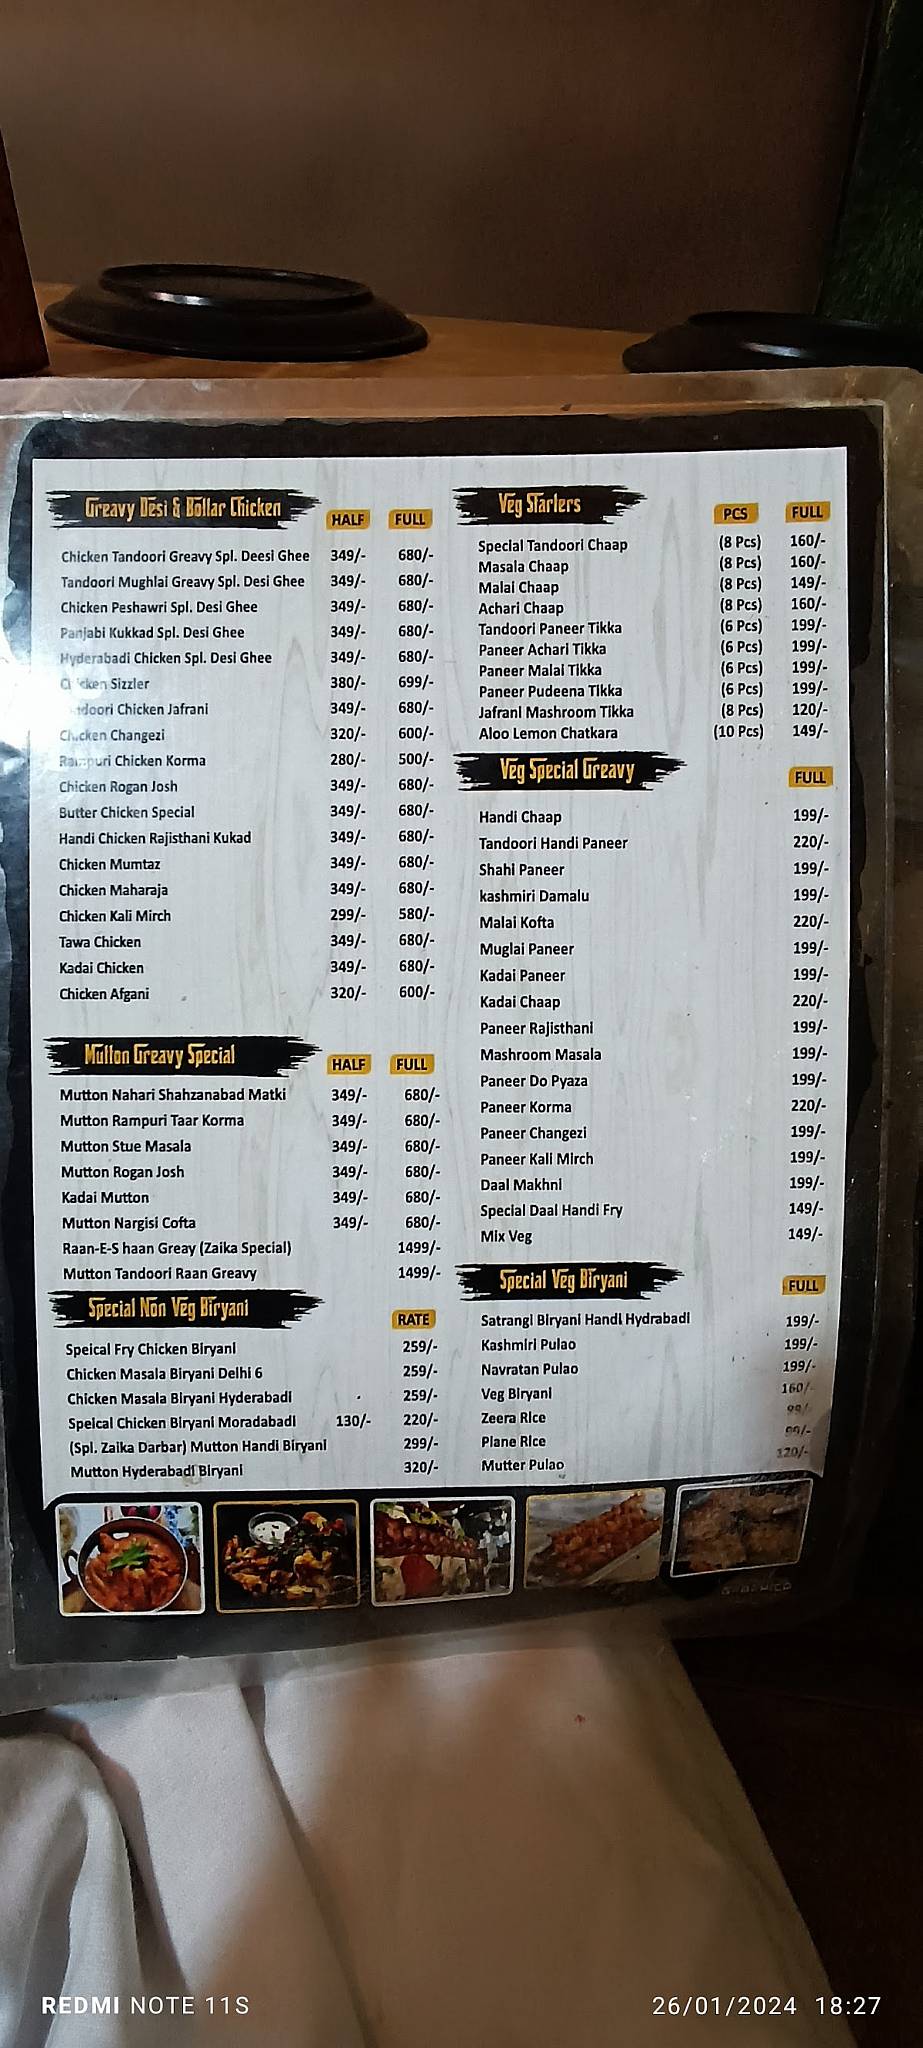 Greavy Desi & Bollar Chicken HALF FULL
Chicken Tandoori Greavy Spl. Deesi Ghee 349/- 680/-
Tandoori Mughlai Greavy Spl. Desi Ghee 349/- 680/-
Chicken Peshawri Spl. Desi Ghee 349/- 680/-
Panjabi Kukkad Spl. Desi Ghee 349/- 680/-
Hyderabadi Chicken Spl. Desi Ghee 349/- 680/-
Chicken Sizzler 380/- 699/-
Tandoori Chicken Jafrani 349/- 680/-
Chicken Changezi 320/- 600/-
Rampuri Chicken Korma 280/- 500/-
Chicken Rogan Josh 349/- 680/-
Butter Chicken Special 349/- 680/-
Handi Chicken Rajisthani Kukad 349/- 680/-
Chicken Mumtaz 349/- 680/-
Chicken Maharaja 349/- 680/-
Chicken Kali Mirch 299/- 580/-
Tawa Chicken 349/- 680/-
Kadai Chicken 349/- 680/-
Chicken Afgani 320/- 600/-
Mutton Greavy Special HALF FULL
Mutton Nahari Shahzanabad Matki 349/- 680/-
Mutton Rampuri Taar Korma 349/- 680/-
Mutton Stue Masala 349/- 680/-
Mutton Rogan Josh 349/- 680/-
Kadai Mutton 349/- 680/-
Mutton Nargisi Cofta 349/- 680/-
Raan-E-S haan Greay (Zaika Special) 1499/-
Mutton Tandoori Raan Greavy 1499/-
Special Non Veg Biryani RATE
Speical Fry Chicken Biryani 259/-
Chicken Masala Biryani Delhi 6 259/-
Chicken Masala Biryani Hyderabadi 259/-
Speical Chicken Biryani Moradabadi 130/- 220/-
(Spl. Zaika Darbar) Mutton Handi Biryani 299/-
Mutton Hyderabadi Biryani 320/-
Veg Starlers PCS FULL
Special Tandoori Chaap (8 Pcs) 160/-
Masala Chaap (8 Pcs) 160/-
Malai Chaap (8 Pcs) 149/-
Achari Chaap (8 Pcs) 160/-
Tandoori Paneer Tikka (6 Pcs) 199/-
Paneer Achari Tikka (6 Pcs) 199/-
Paneer Malai Tikka (6 Pcs) 199/-
Paneer Pudeena Tikka (6 Pcs) 199/-
Jafrani Mashroom Tikka (8 Pcs) 120/-
Aloo Lemon Chatkara (10 Pcs) 149/-
Veg Special Greavy FULL
Handi Chaap 199/-
Tandoori Handi Paneer 220/-
Shahi Paneer 199/-
kashmiri Damalu 199/-
Malai Kofta 220/-
Muglai Paneer 199/-
Kadai Paneer 199/-
Kadai Chaap 220/-
Paneer Rajisthani 199/-
Mashroom Masala 199/-
Paneer Do Pyaza 199/-
Paneer Korma 220/-
Paneer Changezi 199/-
Paneer Kali Mirch 199/-
Daal Makhni 199/-
Special Daal Handi Fry 149/-
Mix Veg 149/-
Special Veg Biryani FULL
Satrangi Biryani Handi Hydrabadi 199/-
Kashmiri Pulao 199/-
Navratan Pulao 199/-
Veg Biryani 160/-
Zeera Rice 99/-
Plane Rice 99/-
Mutter Pulao 120/-
REDMI NOTE 11S
26/01/2024 18:27